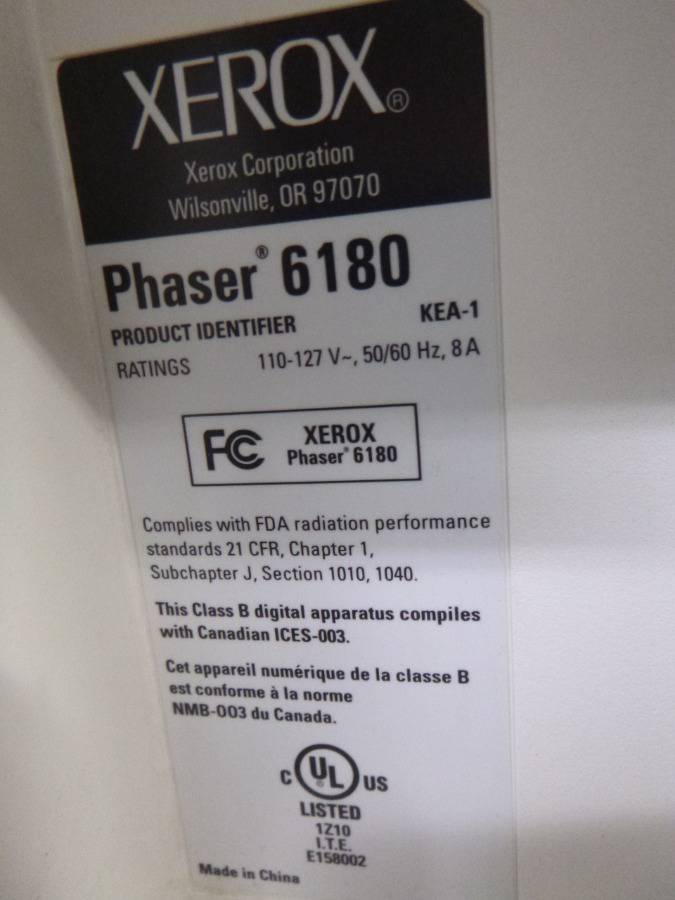 XEROX®
Xerox Corporation
Wilsonville, OR 97070
Phaser® 6180
PRODUCT IDENTIFIER KEA-1
RATINGS 110-127 V~, 50/60 Hz, 8 A
FC XEROX
Phaser® 6180
Complies with FDA radiation performance
standards 21 CFR, Chapter 1,
Subchapter J, Section 1010, 1040.
This Class B digital apparatus compiles
with Canadian ICES-003.
Cet appareil numérique de la classe B
est conforme à la norme
NMB-003 du Canada.
C UL US
LISTED
1Z10
I.T.E.
E158002
Made in China